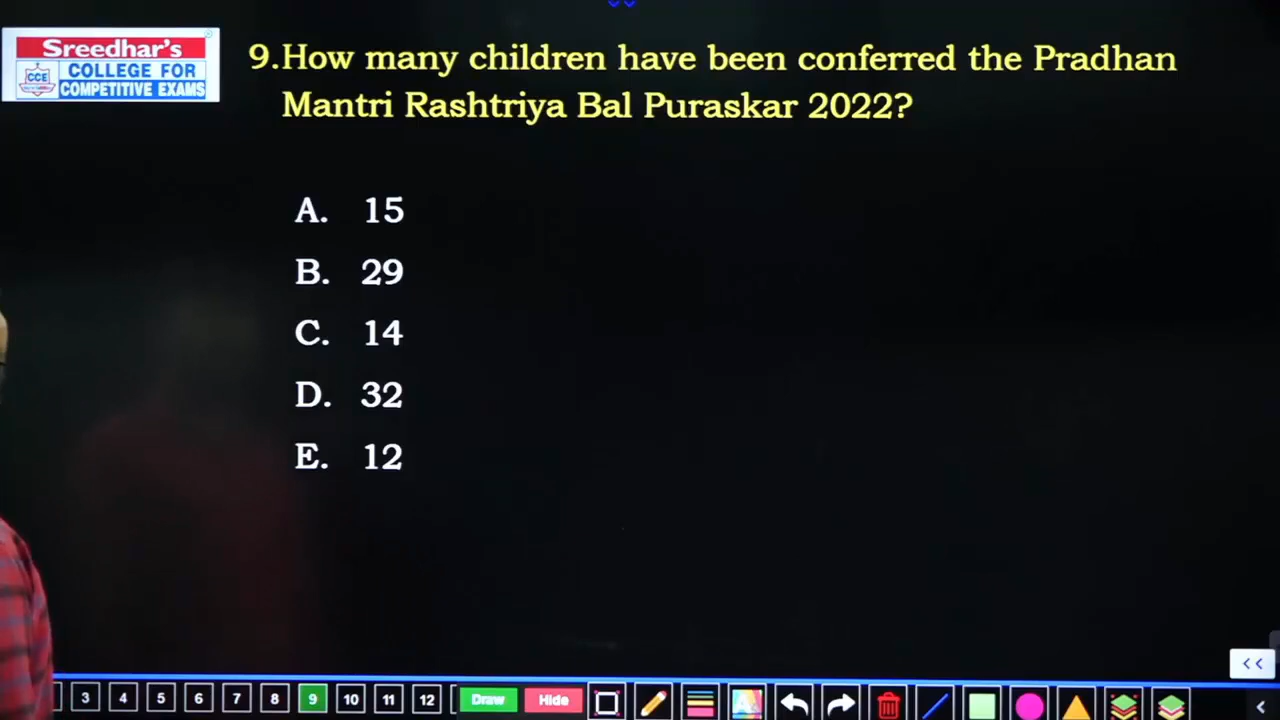 Sreedhar's
CCE
COLLEGE FOR
COMPETITIVE EXAMS
9.How many children have been conferred the Pradhan
Mantri Rashtriya Bal Puraskar 2022?
A. 15
B. 29
C. 14
D. 32
E. 12
<<
3 4 5 6 7 8 9 10 11 12 Draw Hide